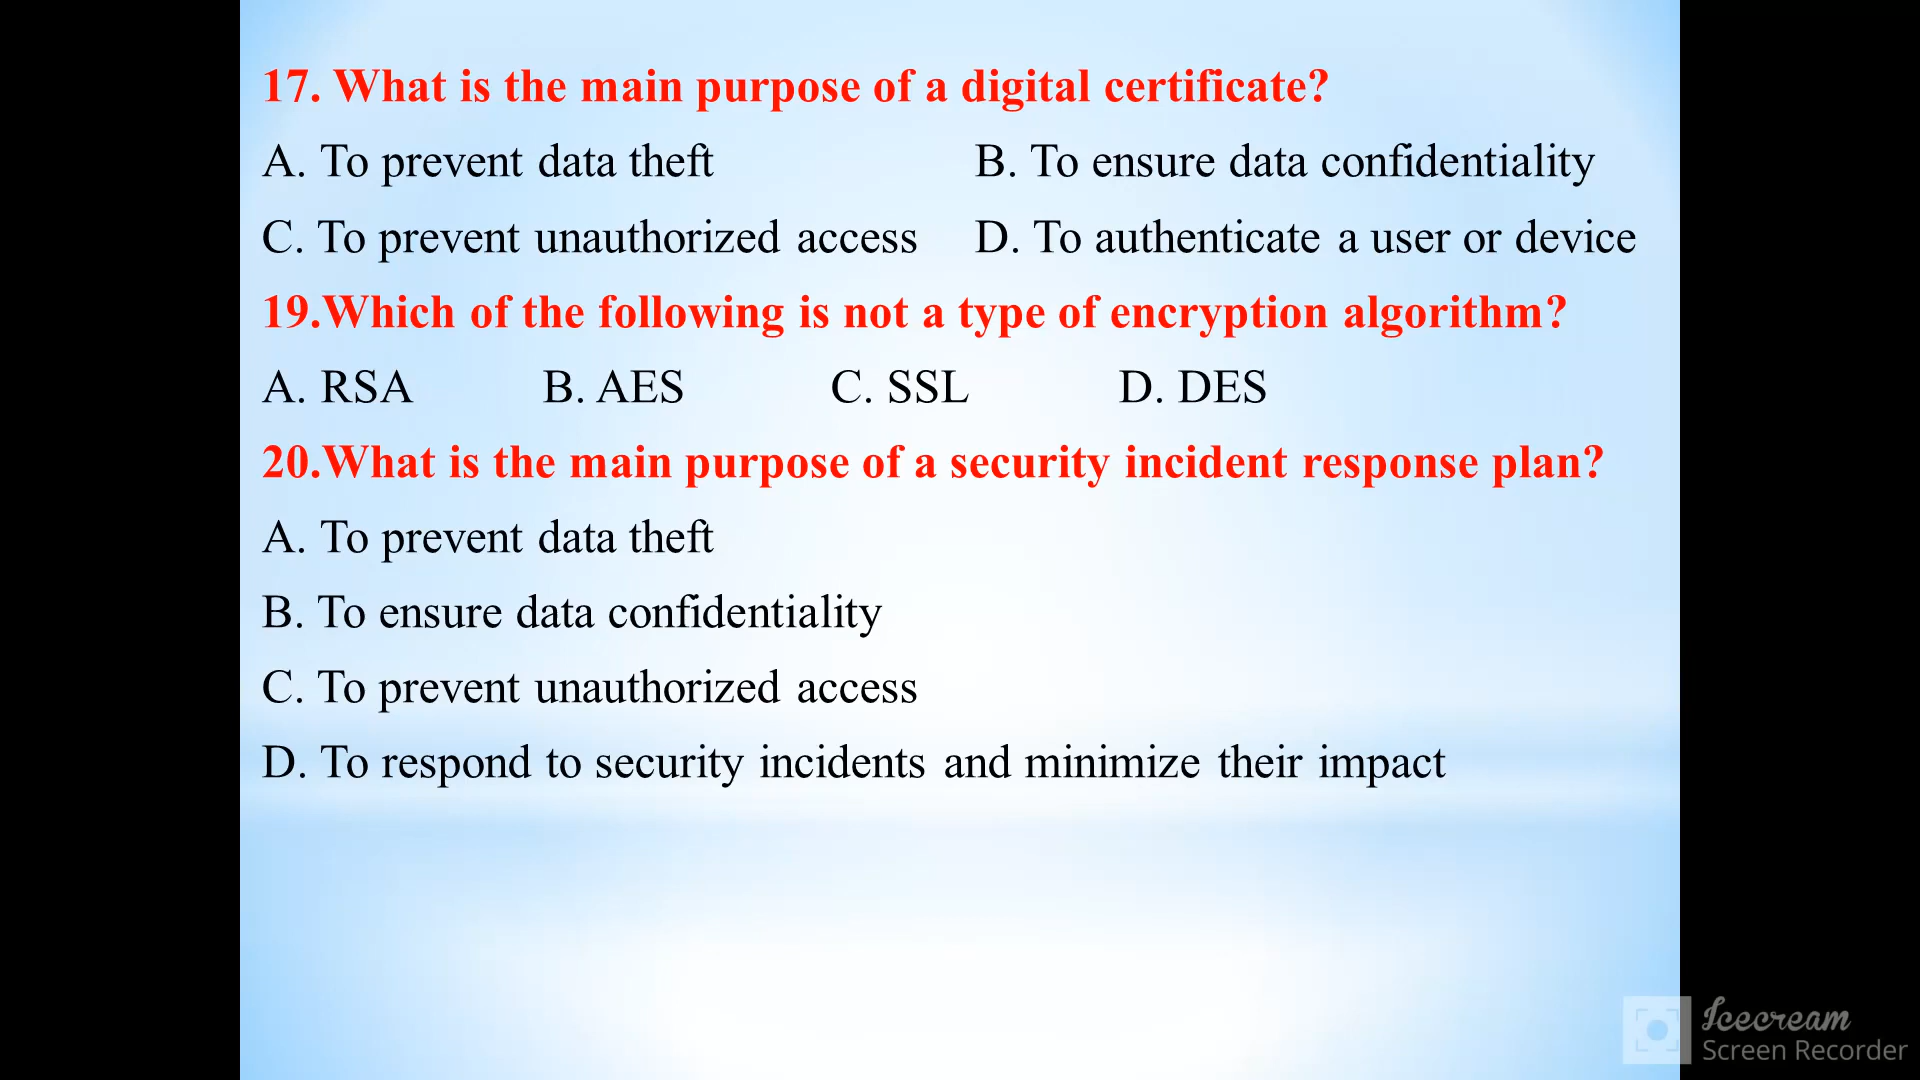 17. What is the main purpose of a digital certificate?
A. To prevent data theft B. To ensure data confidentiality
C. To prevent unauthorized access D. To authenticate a user or device
19.Which of the following is not a type of encryption algorithm?
A. RSA B. AES C. SSL D. DES
20.What is the main purpose of a security incident response plan?
A. To prevent data theft
B. To ensure data confidentiality
C. To prevent unauthorized access
D. To respond to security incidents and minimize their impact
Icecream
Screen Recorder